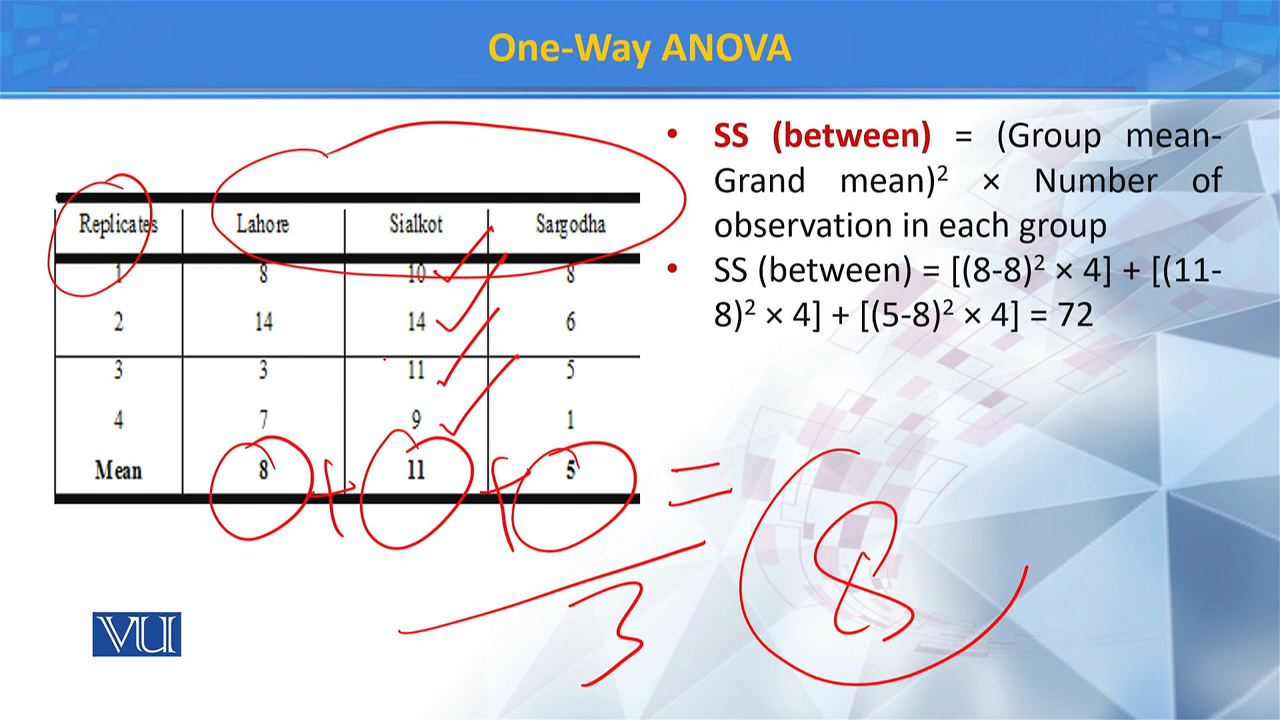 One-Way ANOVA
Replicates Lahore Sialkot Sargodha
1 8 10 8
2 14 14 6
3 3 11 5
4 7 9 1
Mean 8 11 5
+ + = 8
3
• SS (between) = (Group mean-
Grand mean)² × Number of
observation in each group
• SS (between) = [(8-8)² × 4] + [(11-
8)² × 4] + [(5-8)² × 4] = 72
VU